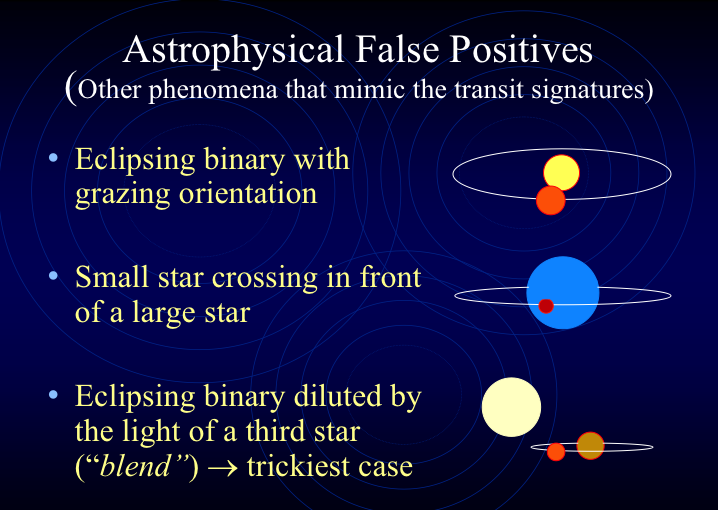 Astrophysical False Positives
(Other phenomena that mimic the transit signatures)
• Eclipsing binary with
grazing orientation
• Small star crossing in front
of a large star
• Eclipsing binary diluted by
the light of a third star
(“blend”) → trickiest case